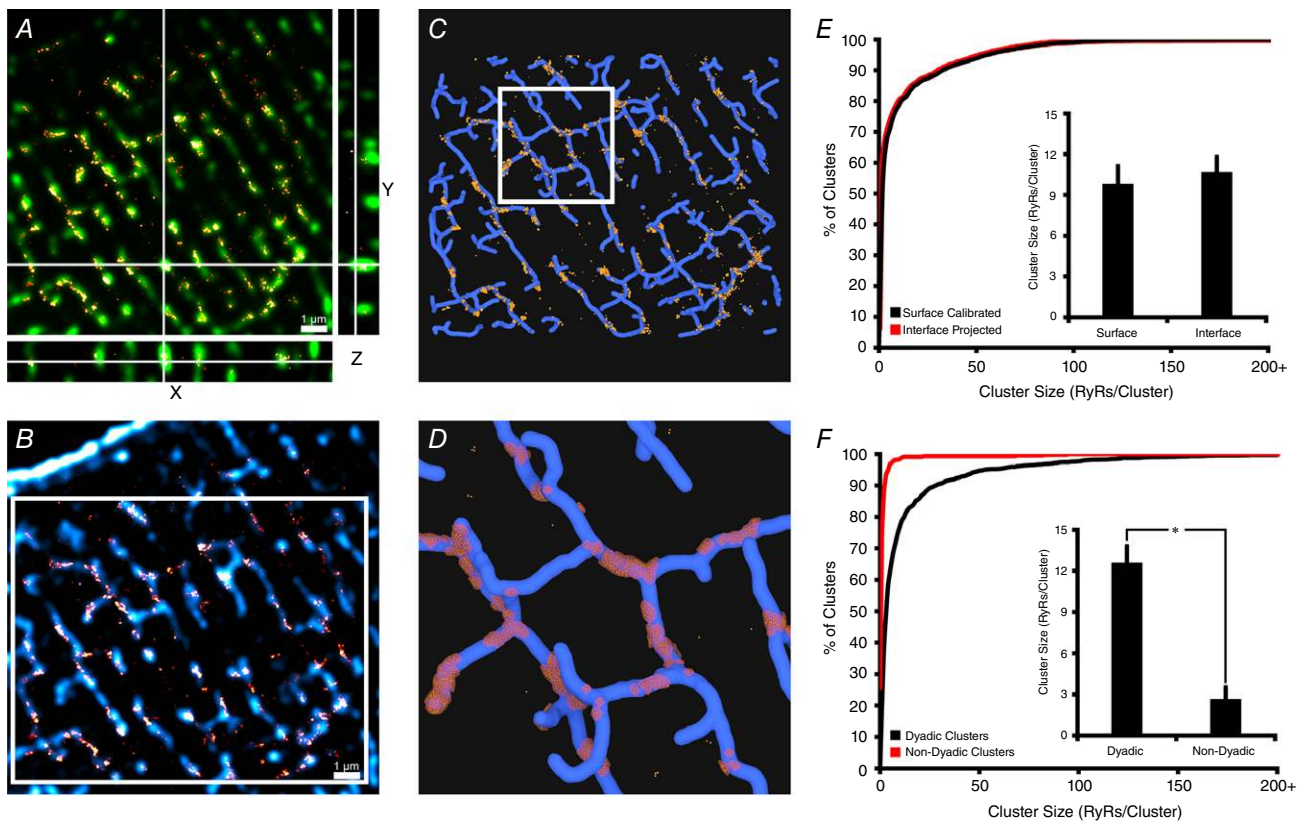 A
Y
1 µm
Z
X
B
1 µm
C
D
E
100
90
80
70
60
50
40
30
20
10
0
% of Clusters
0
50
100
150
200+
Cluster Size (RyRs/Cluster)
Surface Calibrated
Interface Projected
15
12
9
6
3
0
Cluster Size (RyRs/Cluster)
Surface
Interface
F
100
90
80
70
60
50
40
30
20
10
0
% of Clusters
0
50
100
150
200+
Cluster Size (RyRs/Cluster)
Dyadic Clusters
Non-Dyadic Clusters
15
12
9
6
3
0
Cluster Size (RyRs/Cluster)
*
Dyadic
Non-Dyadic